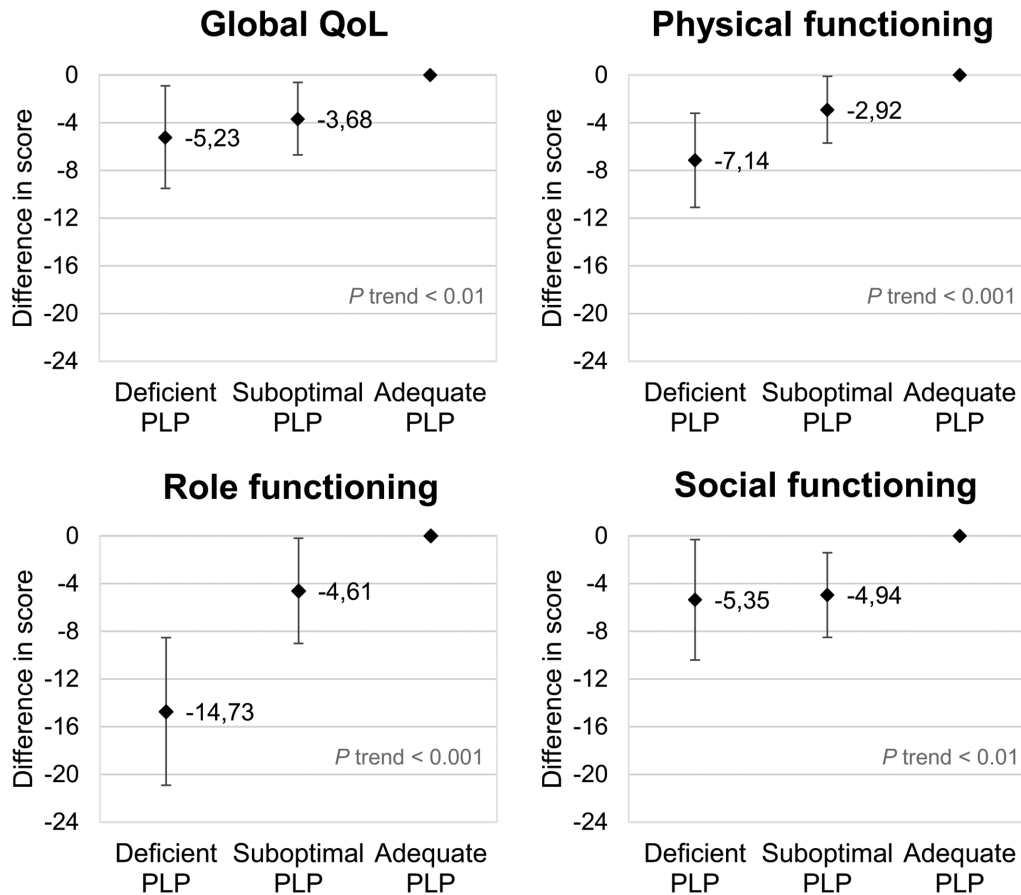 Global QoL
Difference in score
0
-4
-8
-12
-16
-20
-24
-5,23
-3,68
P trend < 0.01
Deficient PLP
Suboptimal PLP
Adequate PLP
Physical functioning
Difference in score
0
-4
-8
-12
-16
-20
-24
-7,14
-2,92
P trend < 0.001
Deficient PLP
Suboptimal PLP
Adequate PLP
Role functioning
Difference in score
0
-4
-8
-12
-16
-20
-24
-14,73
-4,61
P trend < 0.001
Deficient PLP
Suboptimal PLP
Adequate PLP
Social functioning
Difference in score
0
-4
-8
-12
-16
-20
-24
-5,35
-4,94
P trend < 0.01
Deficient PLP
Suboptimal PLP
Adequate PLP